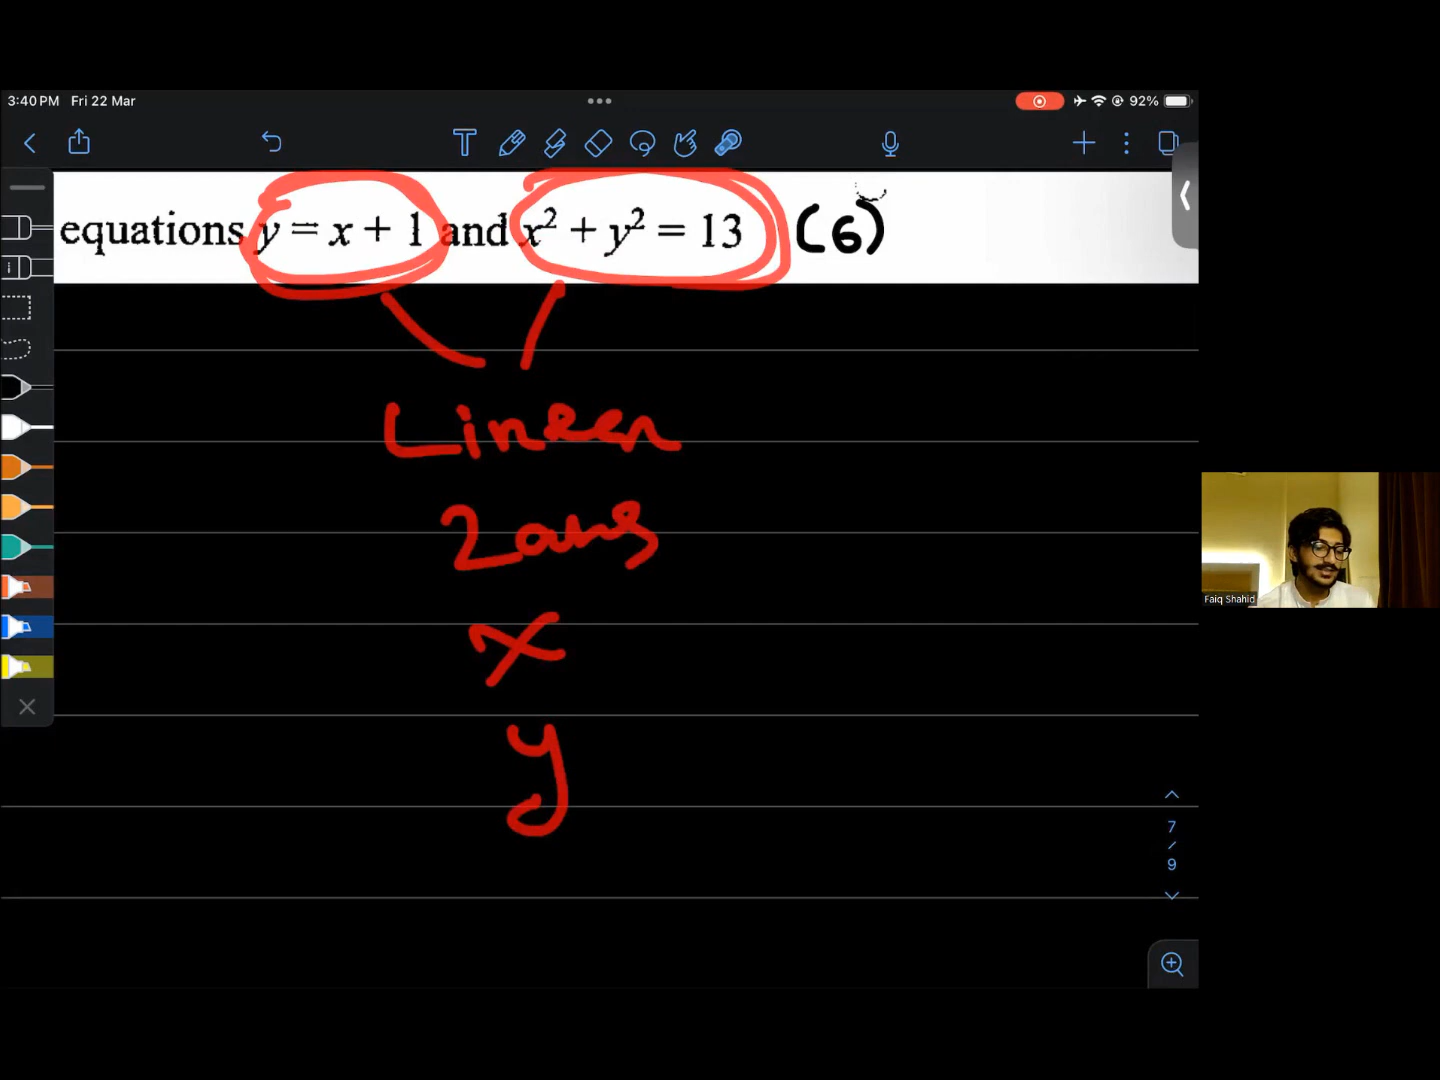 3:40 PM Fri 22 Mar
92%
equations y = x + 1 and x² + y² = 13 (6)
Linear
2 ans
x
y
7
/
9
Faiq Shahid